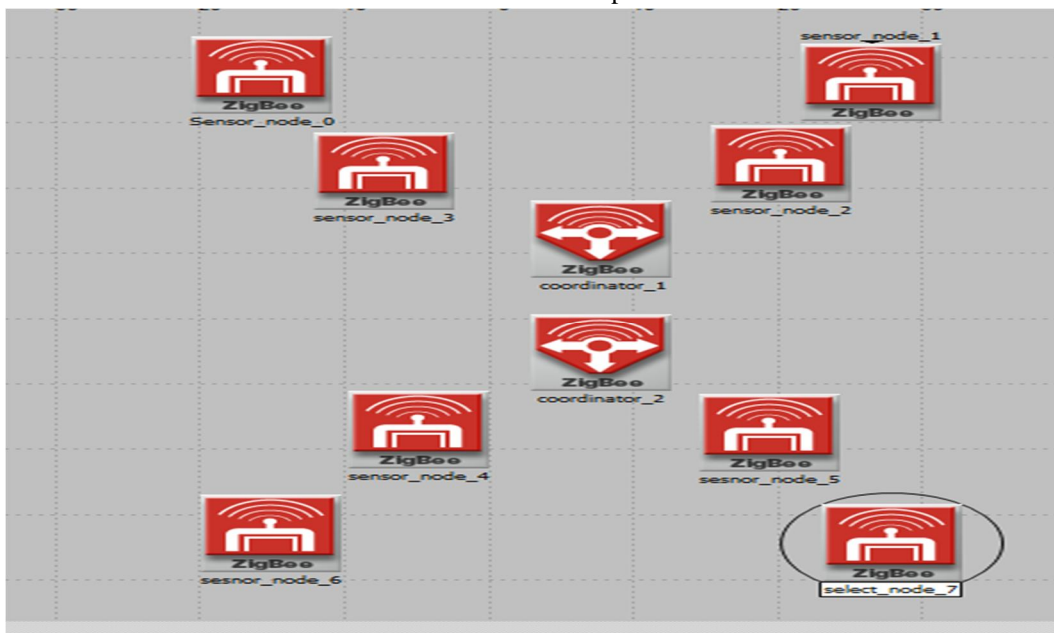 sensor_node_1
ZigBee
Sensor_node_0
ZigBee
ZigBee
sensor_node_3
ZigBee
sensor_node_2
ZigBee
coordinator_1
ZigBee
coordinator_2
ZigBee
sensor_node_4
ZigBee
sesnor_node_5
ZigBee
sesnor_node_6
ZigBee
select_node_7